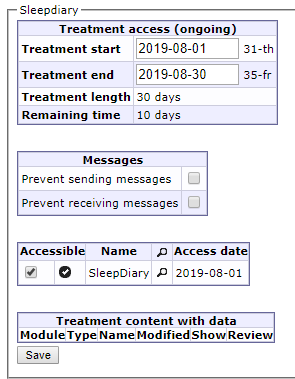 Sleepdiary
Treatment access (ongoing)
Treatment start 2019-08-01 31-th
Treatment end 2019-08-30 35-fr
Treatment length 30 days
Remaining time 10 days
Messages
Prevent sending messages
Prevent receiving messages
Accessible Name Access date
SleepDiary 2019-08-01
Treatment content with data
Module Type Name Modified Show Review
Save